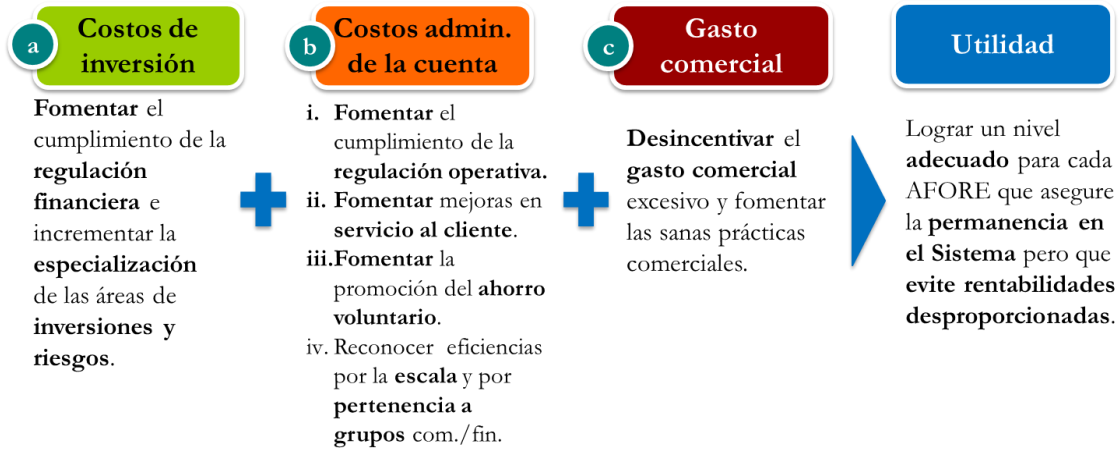 a
Costos de
inversión
Fomentar el
cumplimiento de la
regulación
financiera e
incrementar la
especialización
de las áreas de
inversiones y
riesgos.
b
Costos admin.
de la cuenta
i. Fomentar el
cumplimiento de la
regulación operativa.
ii. Fomentar mejoras en
servicio al cliente.
iii.Fomentar la
promoción del ahorro
voluntario.
iv. Reconocer eficiencias
por la escala y por
pertenencia a
grupos com./fin.
c
Gasto
comercial
Desincentivar el
gasto comercial
excesivo y fomentar
las sanas prácticas
comerciales.
Utilidad
Lograr un nivel
adecuado para cada
AFORE que asegure
la permanencia en
el Sistema pero que
evite rentabilidades
desproporcionadas.